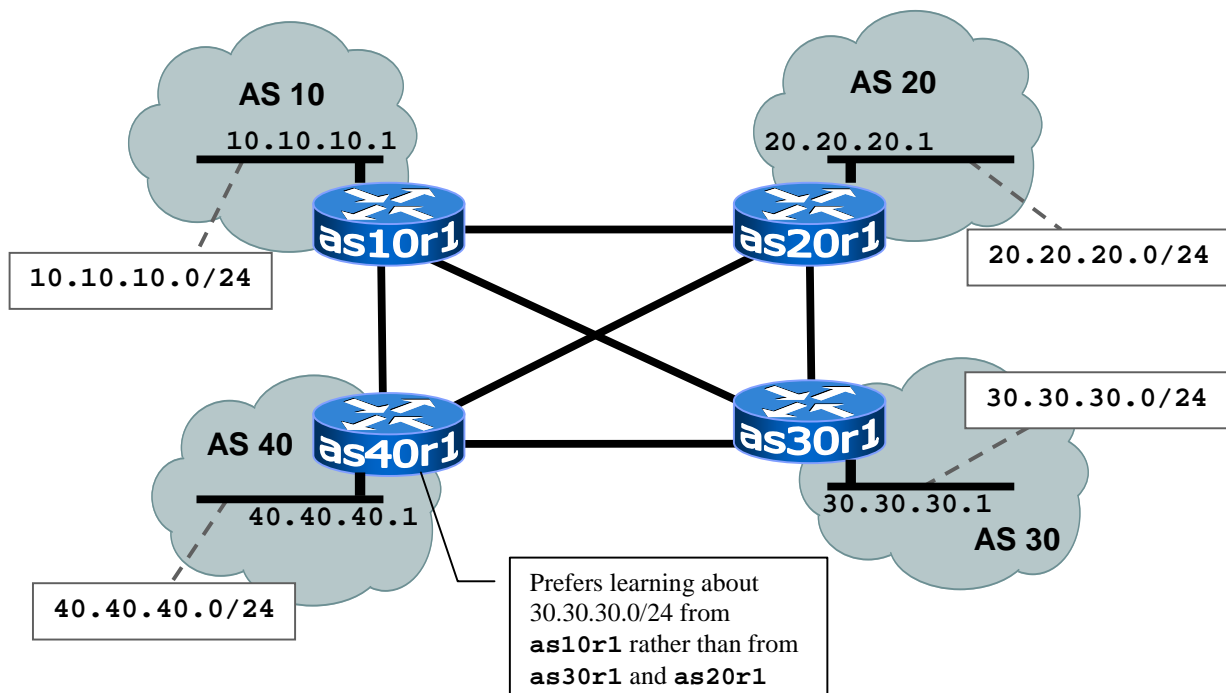 AS 10
AS 20
10.10.10.1
20.20.20.1
as10r1
as20r1
10.10.10.0/24
20.20.20.0/24
30.30.30.0/24
AS 40
as40r1
as30r1
40.40.40.1
30.30.30.1
AS 30
40.40.40.0/24
Prefers learning about
30.30.30.0/24 from
as10r1 rather than from
as30r1 and as20r1